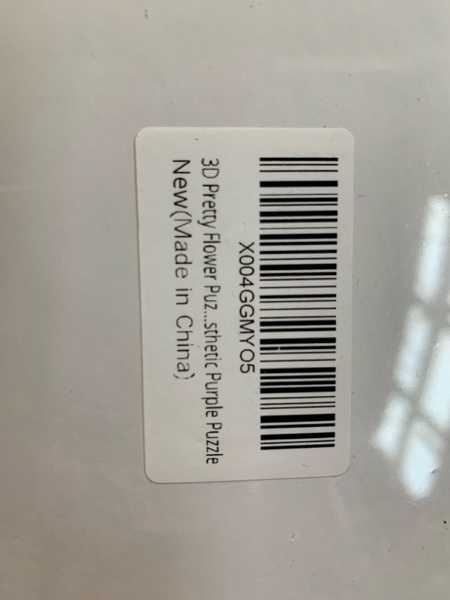 X004GGMYO5
3D Pretty Flower Puz...sthetic Purple Puzzle
New(Made in China)